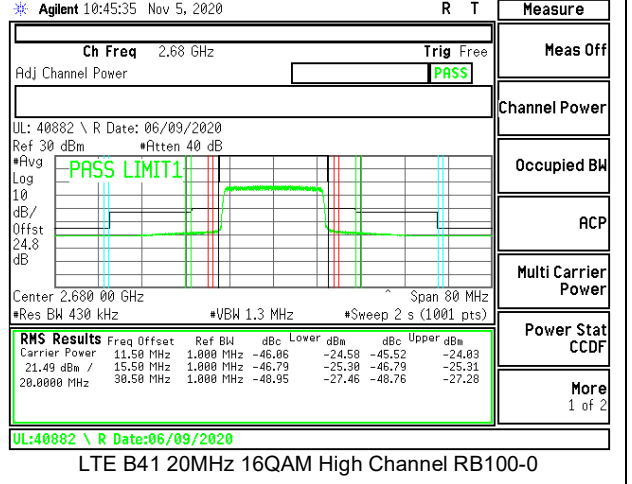 Agilent 10:45:35 Nov 5, 2020 R T
Measure
Ch Freq 2.68 GHz Trig Free
Meas Off
Adj Channel Power PASS
Channel Power
UL: 40882 \ R Date: 06/09/2020
Ref 30 dBm #Atten 40 dB
#Avg
Log
10
dB/
Offst
24.8
dB
PASS LIMIT1
Occupied BW
ACP
Multi Carrier
Power
Center 2.680 00 GHz Span 80 MHz
#Res BW 430 kHz #VBW 1.3 MHz #Sweep 2 s (1001 pts)
Power Stat
CCDF
RMS Results Freq Offset Ref BW dBc Lower dBm dBc Upper dBm
Carrier Power 11.50 MHz 1.000 MHz -46.06 -24.58 -45.52 -24.03
21.49 dBm / 15.50 MHz 1.000 MHz -46.79 -25.30 -46.79 -25.31
20.0000 MHz 30.50 MHz 1.000 MHz -48.95 -27.46 -48.76 -27.28
More
1 of 2
UL:40882 \ R Date:06/09/2020
LTE B41 20MHz 16QAM High Channel RB100-0